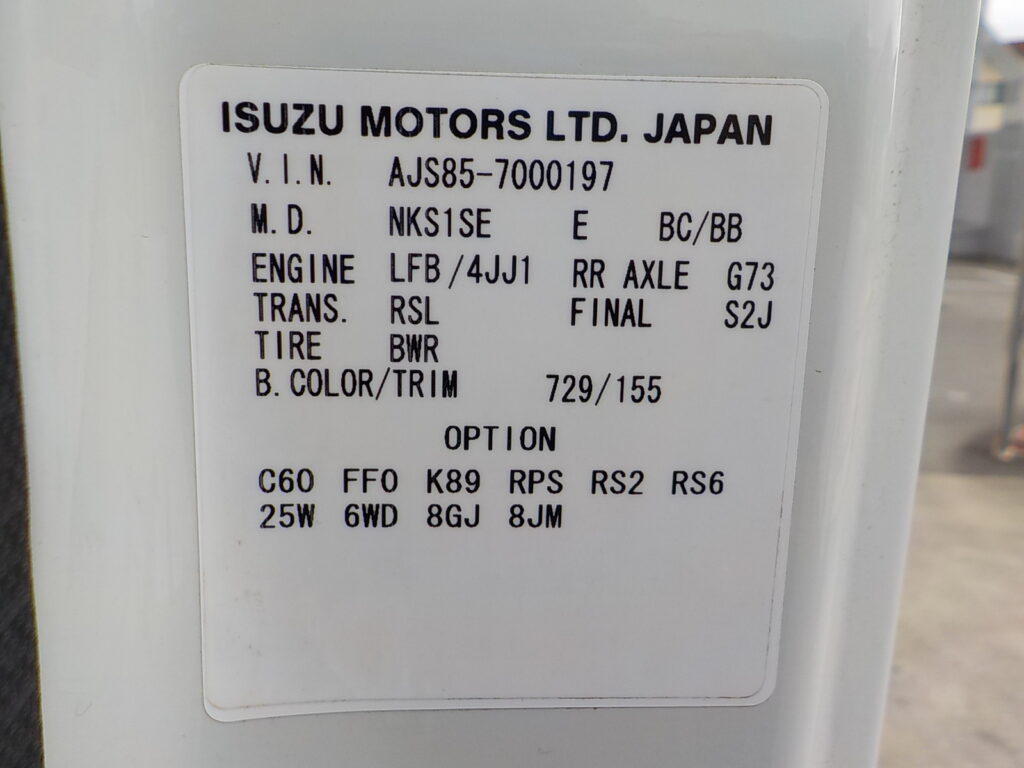 ISUZU MOTORS LTD. JAPAN
V.I.N. AJS85-7000197
M.D. NKS1SE E BC/BB
ENGINE LFB/4JJ1 RR AXLE G73
TRANS. RSL FINAL S2J
TIRE BWR
B.COLOR/TRIM 729/155
OPTION
C60 FF0 K89 RPS RS2 RS6
25W 6WD 8GJ 8JM